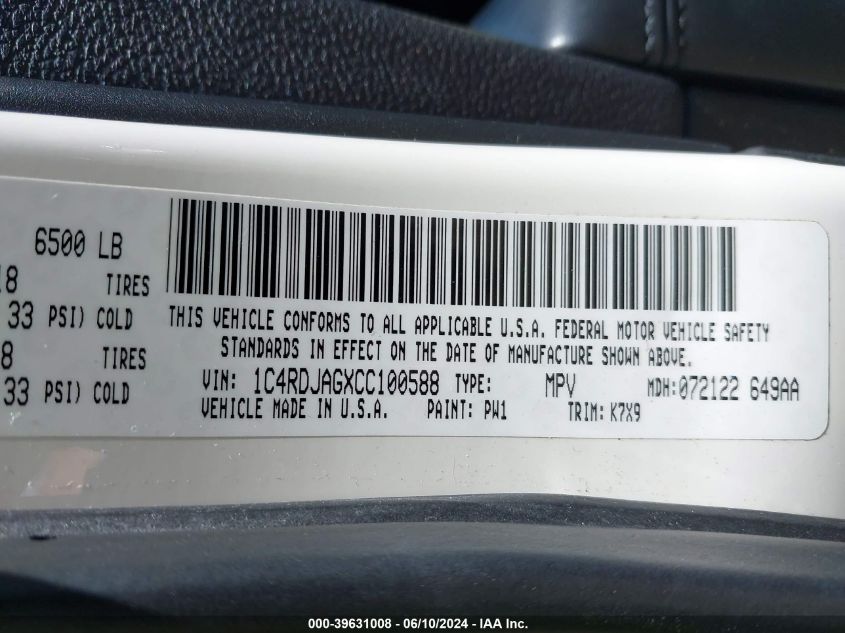 6500 LB
18 TIRES
33 PSI) COLD
8 TIRES
33 PSI) COLD
THIS VEHICLE CONFORMS TO ALL APPLICABLE U.S.A. FEDERAL MOTOR VEHICLE SAFETY
STANDARDS IN EFFECT ON THE DATE OF MANUFACTURE SHOWN ABOVE.
VIN: 1C4RDJAGXCC100588 TYPE: MPV MDH:072122 649AA
VEHICLE MADE IN U.S.A. PAINT: PW1 TRIM: K7X9
000-39631008 - 06/10/2024 - IAA Inc.